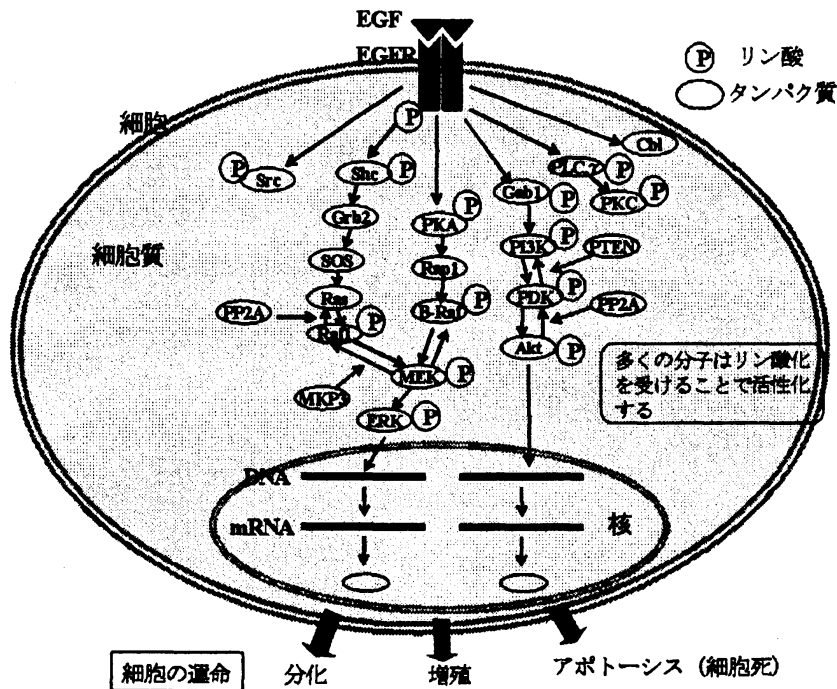 EGF
EGFR
P リン酸
タンパク質
細胞
P
Cbl
P Src
Shc P
PLC-γ P
Gab1 P
PKC P
Grb2
PKA P
細胞質
SOS
Rap1
PI3K P
PTEN
Ras
PP2A
Raf1 P
B-Raf P
PDK P
PP2A
MEK P
Akt P
MKP3
ERK P
多くの分子はリン酸化
を受けることで活性化
する
DNA
mRNA
核
細胞の運命
分化
増殖
アポトーシス（細胞死）